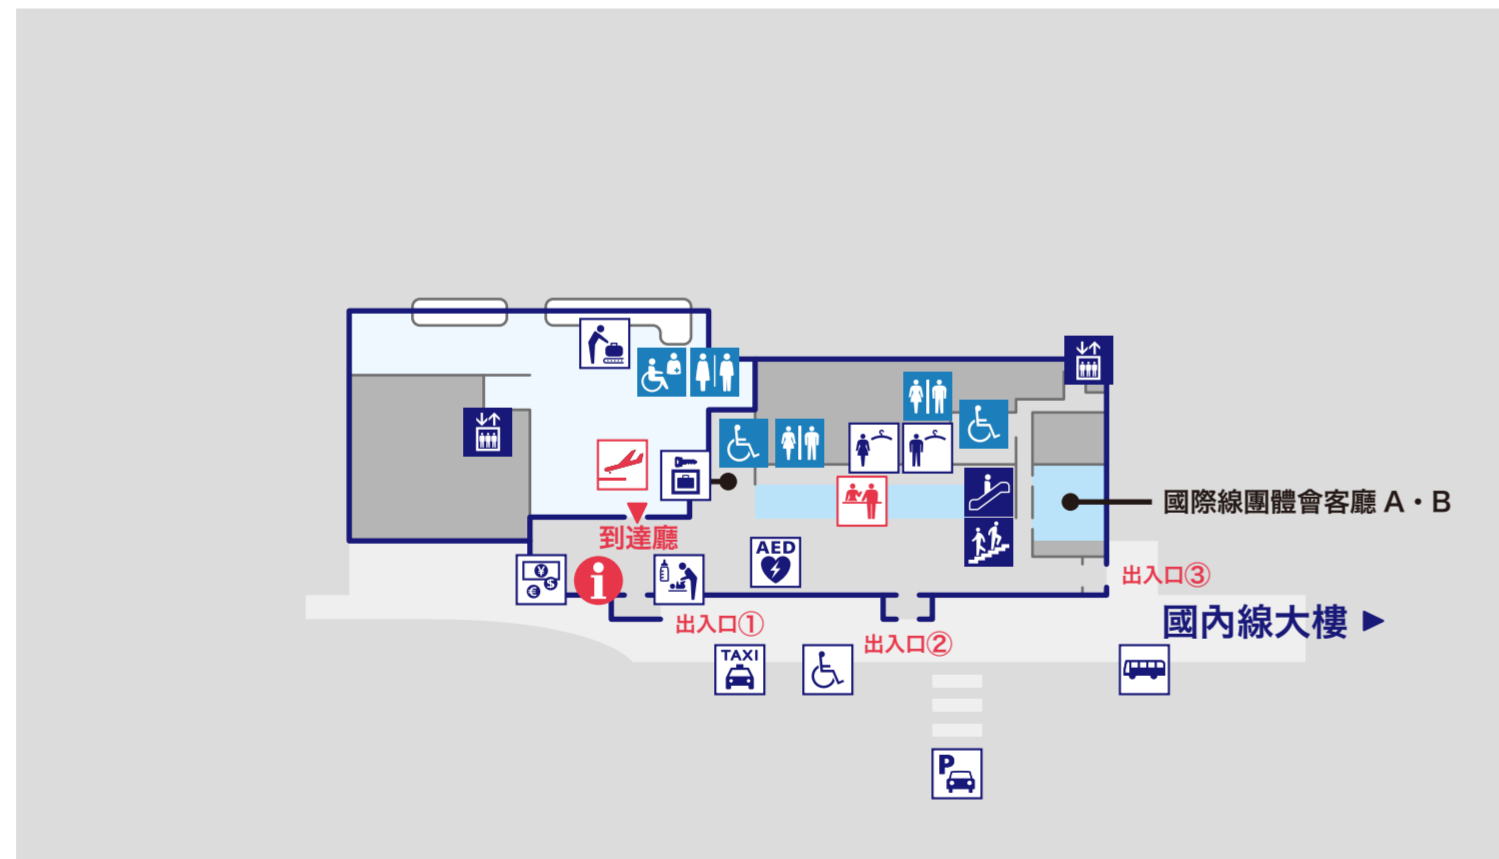 到達廳
國際線團體會客廳 A・B
AED
¥
$
€
i
出入口③
出入口①
國內線大樓 ▶
出入口②
TAXI
P